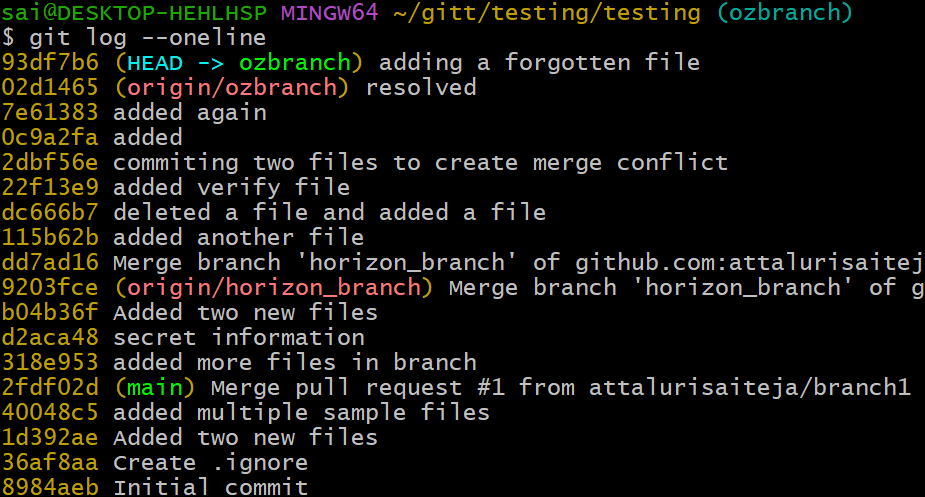 sai@DESKTOP-HEHLHSP MINGW64 ~/gitt/testing/testing (ozbranch)
$ git log --oneline
93df7b6 (HEAD -> ozbranch) adding a forgotten file
02d1465 (origin/ozbranch) resolved
7e61383 added again
0c9a2fa added
2dbf56e commiting two files to create merge conflict
22f13e9 added verify file
dc666b7 deleted a file and added a file
115b62b added another file
dd7ad16 Merge branch 'horizon_branch' of github.com:attalurisaitej
9203fce (origin/horizon_branch) Merge branch 'horizon_branch' of g
b04b36f Added two new files
d2aca48 secret information
318e953 added more files in branch
2fdf02d (main) Merge pull request #1 from attalurisaiteja/branch1
40048c5 added multiple sample files
1d392ae Added two new files
36af8aa Create .ignore
8984aeb Initial commit